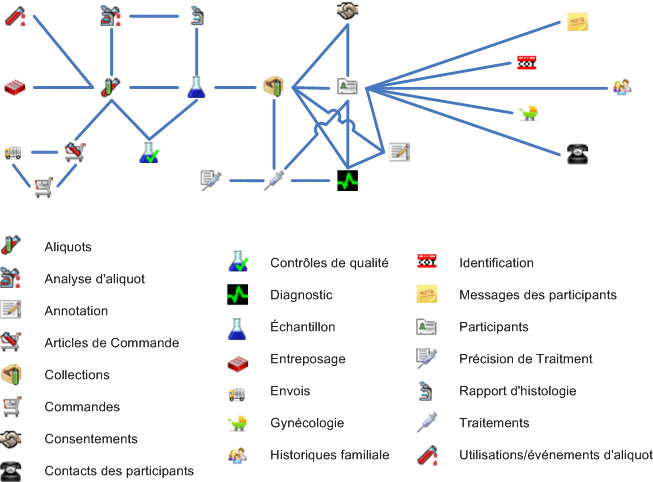 Aliquots
Analyse d'aliquot
Annotation
Articles de Commande
Collections
Commandes
Consentements
Contacts des participants
Contrôles de qualité
Diagnostic
Échantillon
Entreposage
Envois
Gynécologie
Historiques familiale
Identification
Messages des participants
Participants
Précision de Traitment
Rapport d'histologie
Traitements
Utilisations/événements d'aliquot